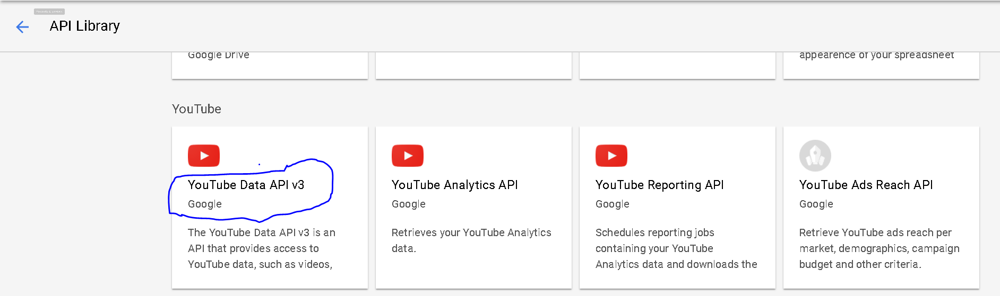 Products & services
API Library
Google Drive
appearence of your spreadsheet
YouTube
YouTube Data API v3
Google
The YouTube Data API v3 is an
API that provides access to
YouTube data, such as videos,
YouTube Analytics API
Google
Retrieves your YouTube Analytics
data.
YouTube Reporting API
Google
Schedules reporting jobs
containing your YouTube
Analytics data and downloads the
YouTube Ads Reach API
Google
Retrieve YouTube ads reach per
market, demographics, campaign
budget and other criteria.